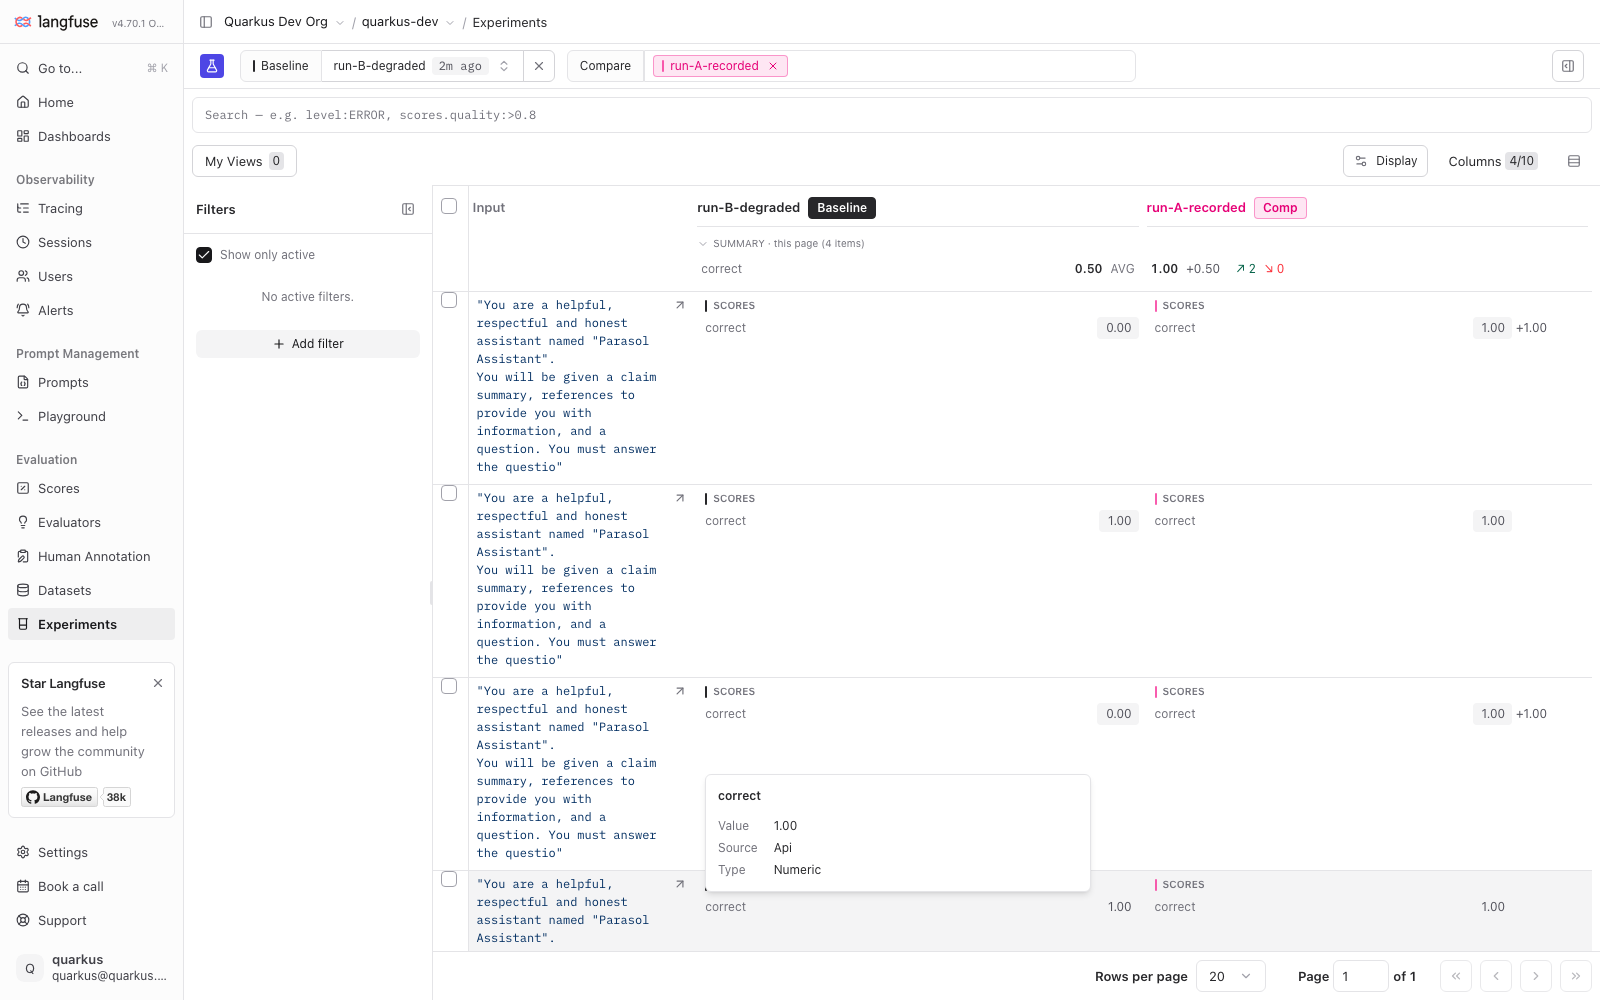 langfuse
v4.70.1 O...
Go to...
⌘ K
Home
Dashboards
Observability
Tracing
Sessions
Users
Alerts
Prompt Management
Prompts
Playground
Evaluation
Scores
Evaluators
Human Annotation
Datasets
Experiments
Star Langfuse
See the latest
releases and help
grow the community
on GitHub
Langfuse
38k
Settings
Book a call
Support
Q
quarkus
quarkus@quarkus....
Quarkus Dev Org / quarkus-dev / Experiments
Baseline
run-B-degraded 2m ago
Compare
run-A-recorded
Search — e.g. level:ERROR, scores.quality:>0.8
My Views 0
Display
Columns 4/10
Filters
Show only active
No active filters.
Add filter
Input
run-B-degraded Baseline
run-A-recorded Comp
SUMMARY · this page (4 items)
correct 0.50 AVG
1.00 +0.50 2 0
"You are a helpful,
respectful and honest
assistant named "Parasol
Assistant".
You will be given a claim
summary, references to
provide you with
information, and a
question. You must answer
the questio"
SCORES
correct 0.00
SCORES
correct 1.00 +1.00
"You are a helpful,
respectful and honest
assistant named "Parasol
Assistant".
You will be given a claim
summary, references to
provide you with
information, and a
question. You must answer
the questio"
SCORES
correct 1.00
SCORES
correct 1.00
"You are a helpful,
respectful and honest
assistant named "Parasol
Assistant".
You will be given a claim
summary, references to
provide you with
information, and a
question. You must answer
the questio"
SCORES
correct 0.00
SCORES
correct 1.00 +1.00
correct
Value 1.00
Source Api
Type Numeric
"You are a helpful,
respectful and honest
assistant named "Parasol
Assistant".
correct 1.00
SCORES
correct 1.00
Rows per page 20
Page 1 of 1